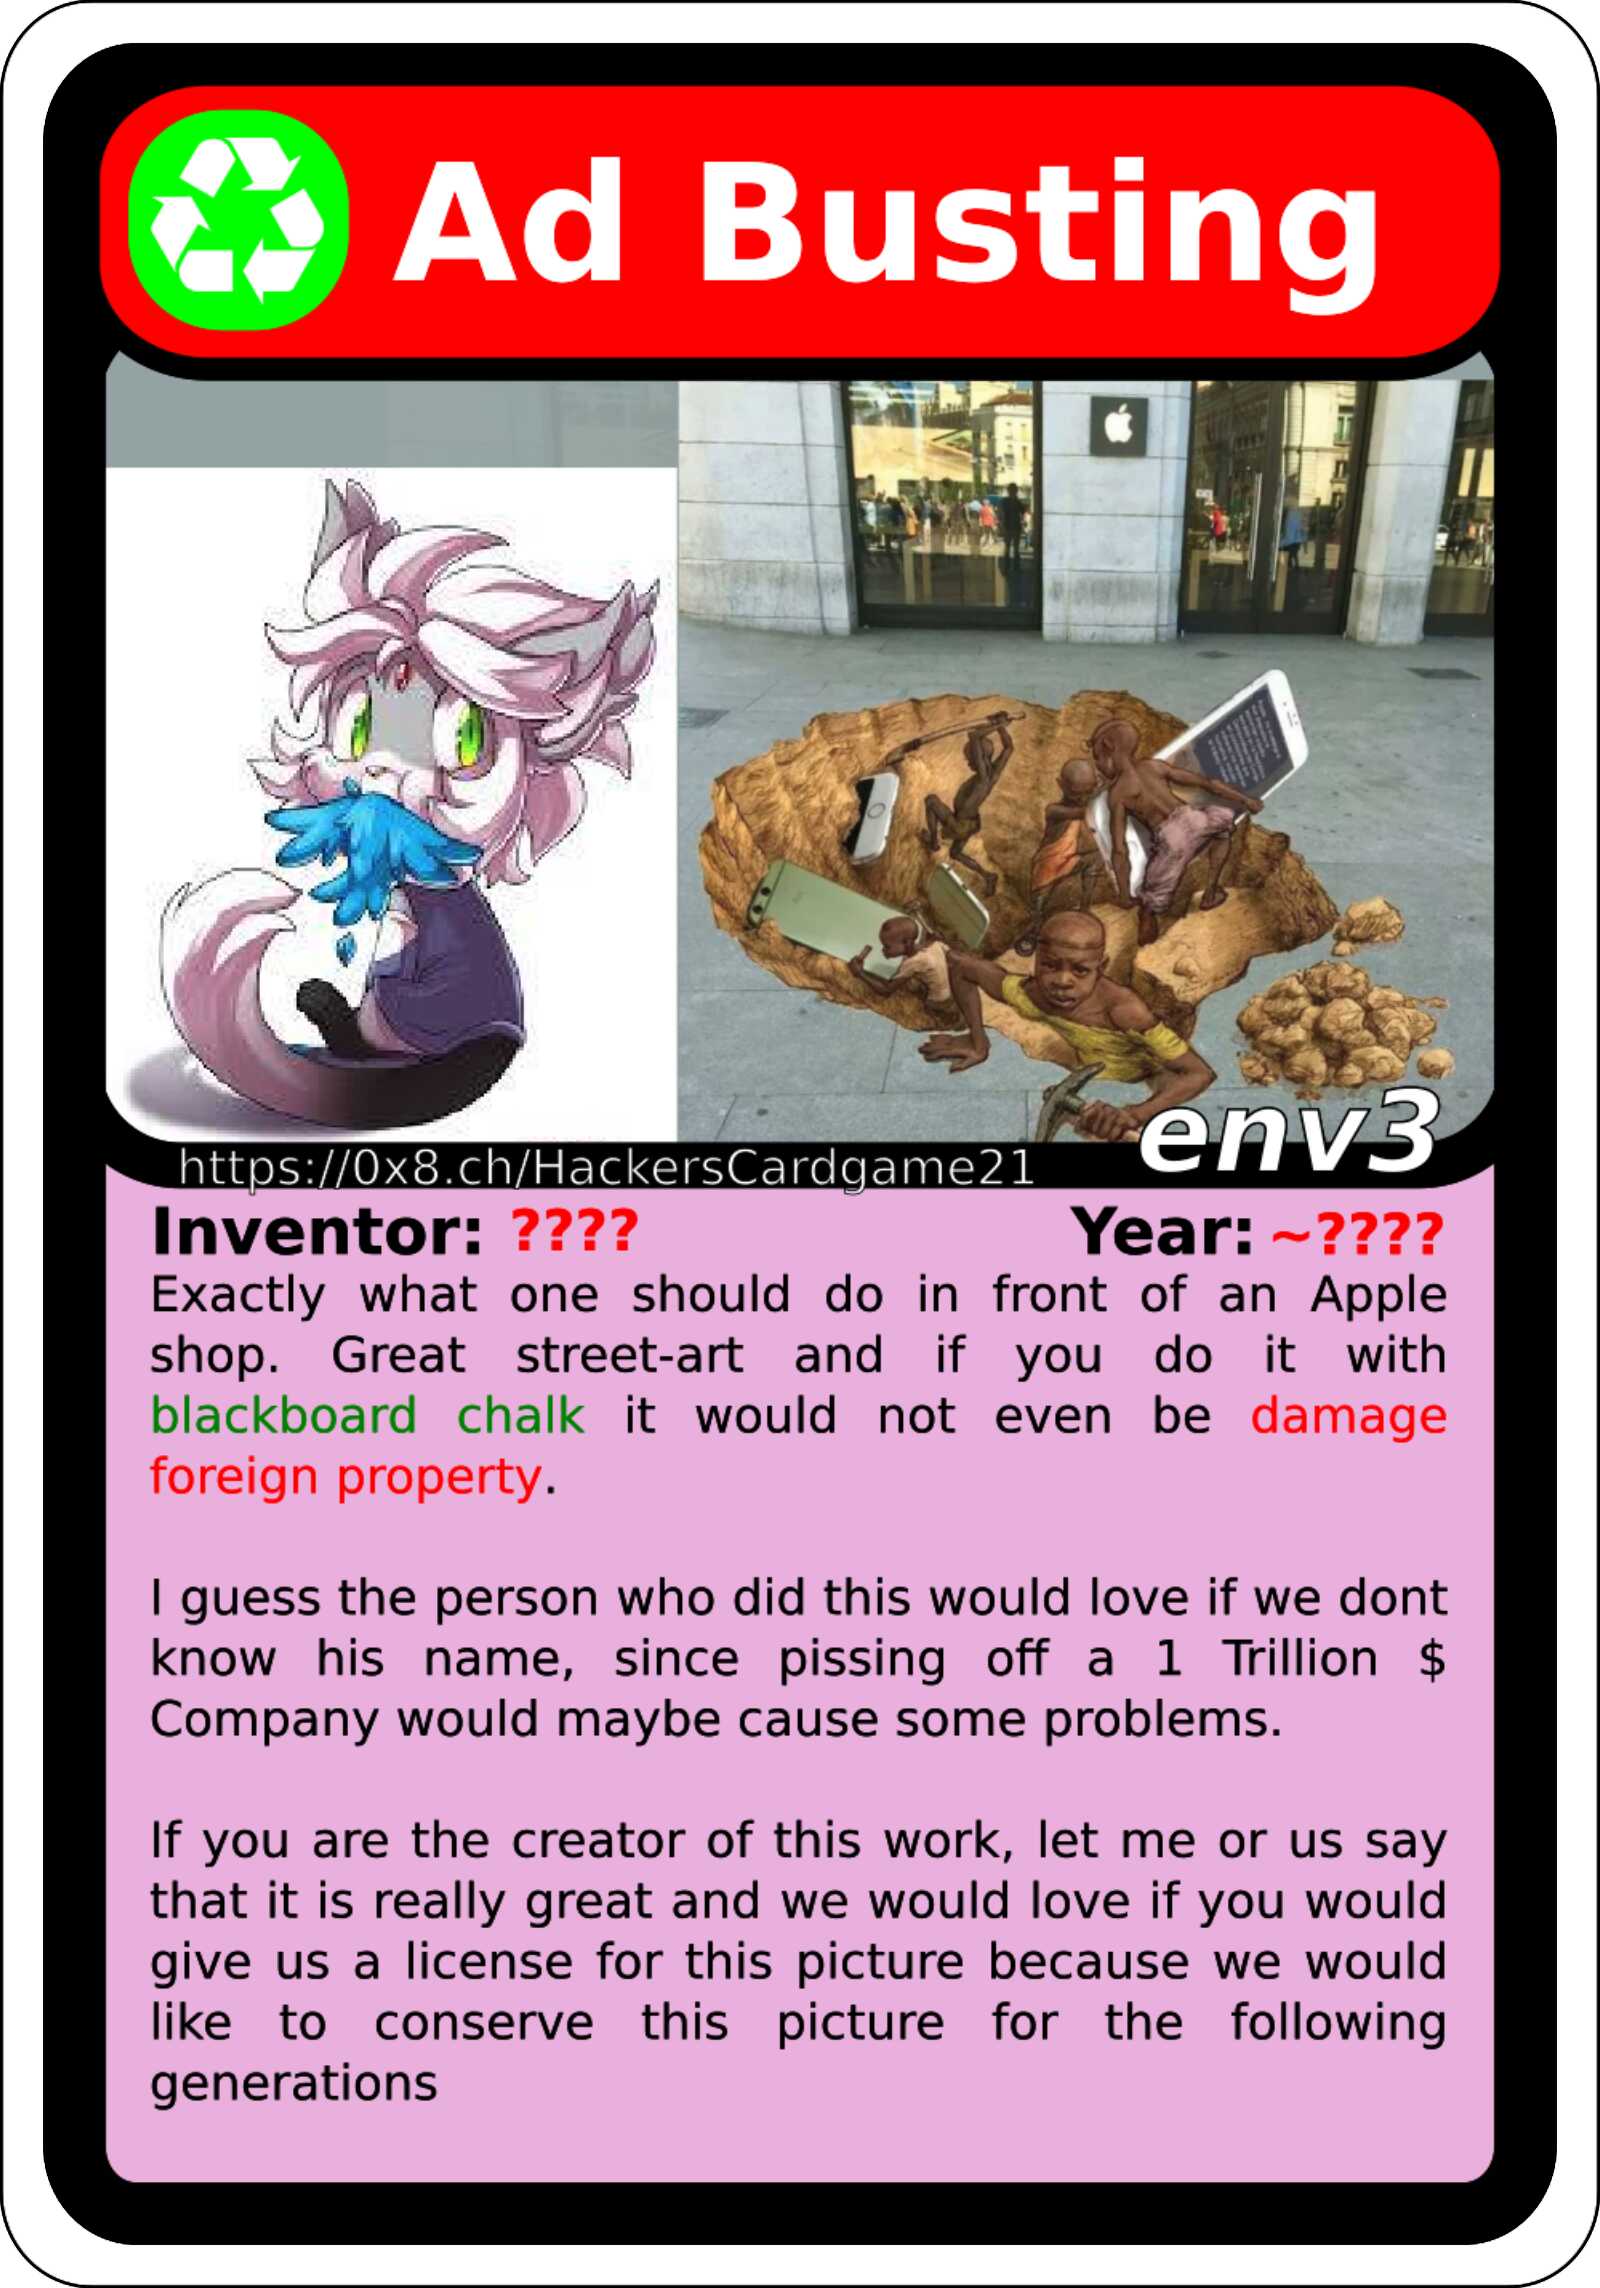 Ad Busting
env3
https://0x8.ch/HackersCardgame21
Inventor: ????
Year: ~????
Exactly what one should do in front of an Apple
shop. Great street-art and if you do it with
blackboard chalk it would not even be damage
foreign property.
I guess the person who did this would love if we dont
know his name, since pissing off a 1 Trillion $
Company would maybe cause some problems.
If you are the creator of this work, let me or us say
that it is really great and we would love if you would
give us a license for this picture because we would
like to conserve this picture for the following
generations